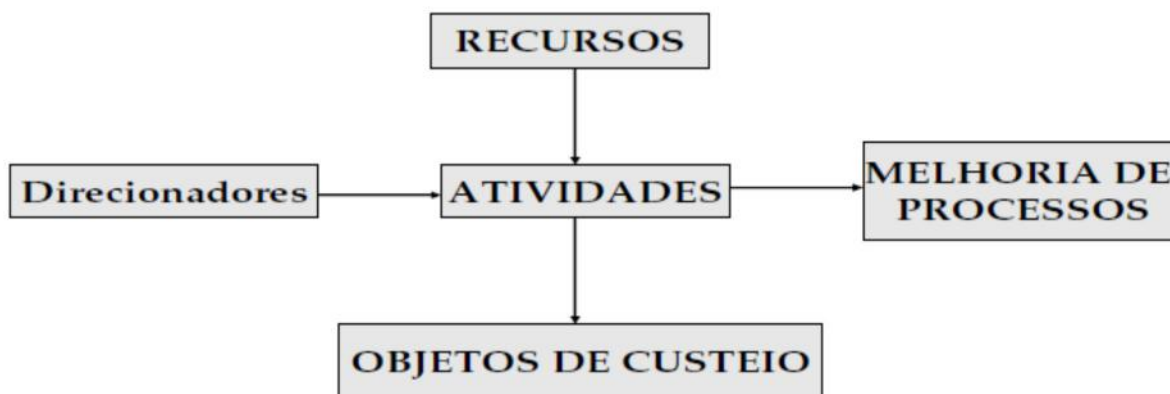 RECURSOS
Direcionadores
ATIVIDADES
MELHORIA DE
PROCESSOS
OBJETOS DE CUSTEIO